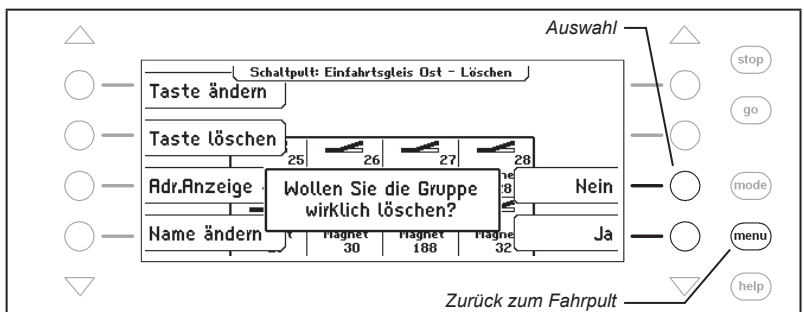 Auswahl
stop
Schaltpult: Einfahrtsgleis Ost - Löschen
Taste ändern
go
Taste löschen
25 26 27 28
Adr.Anzeige
Wollen Sie die Gruppe
wirklich löschen?
Nein
mode
Name ändern
Magnet
30
Magnet
188
32
Ja
menu
Zurück zum Fahrpult
help